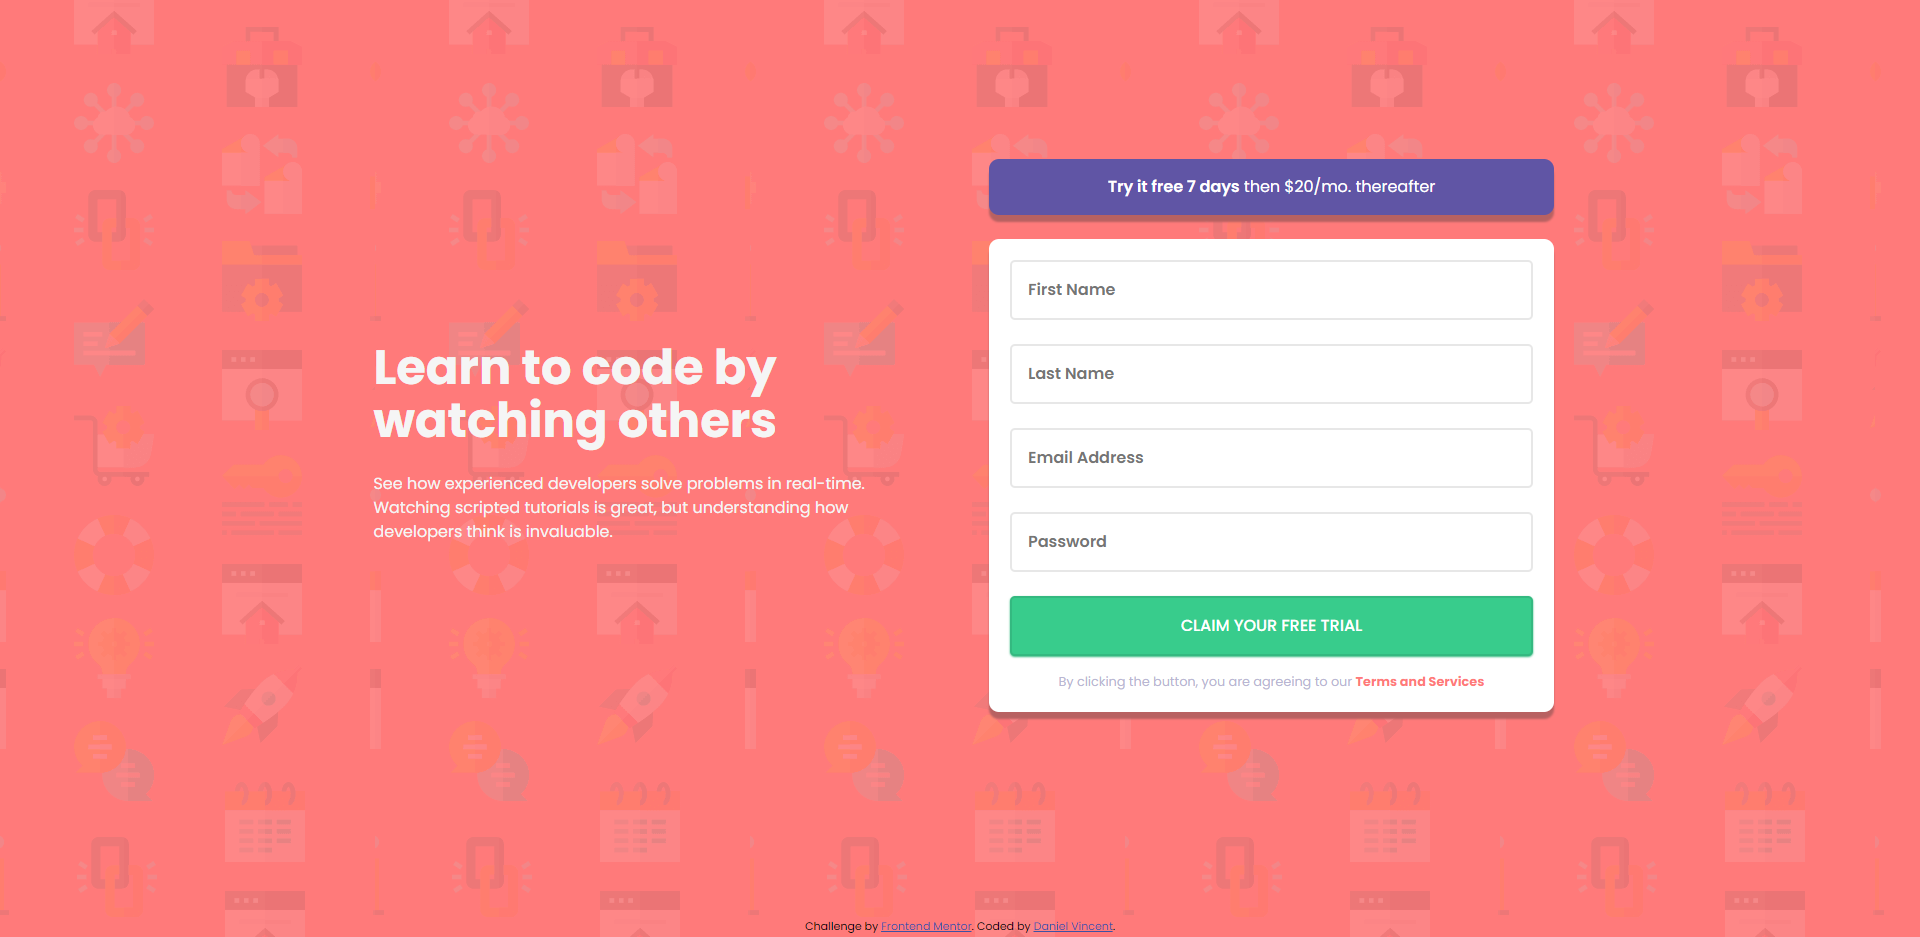 Learn to code by
watching others
See how experienced developers solve problems in real-time.
Watching scripted tutorials is great, but understanding how
developers think is invaluable.
Try it free 7 days then $20/mo. thereafter
First Name
Last Name
Email Address
Password
CLAIM YOUR FREE TRIAL
By clicking the button, you are agreeing to our Terms and Services
Challenge by Frontend Mentor. Coded by Daniel Vincent.